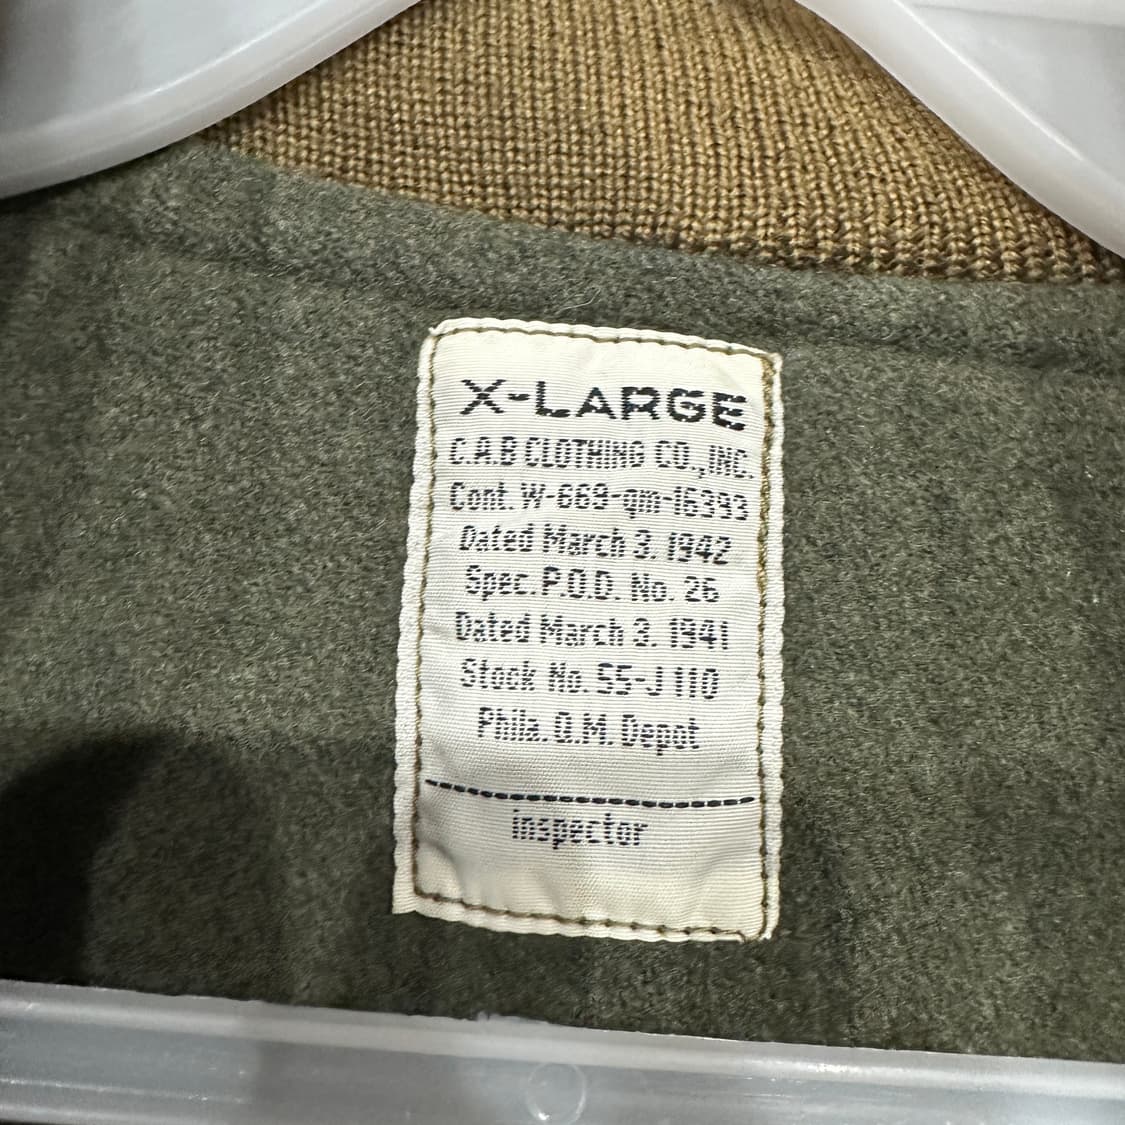 X-LARGE
C.A.B CLOTHING CO.,INC.
Cont. W-669-qm-16393
Dated March 3. 1942
Spec. P.Q.D. No. 26
Dated March 3. 1941
Stock No. 55-J 110
Phila. Q.M. Depot
inspector